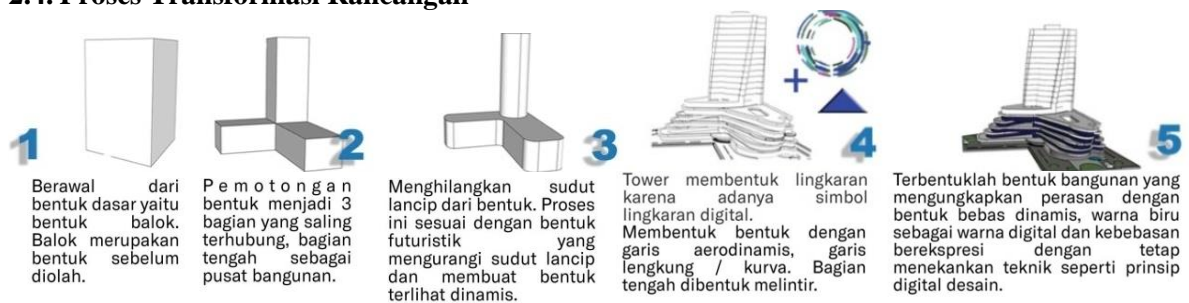 2.4. Proses Transformasi Rancangan
1
Berawal dari
bentuk dasar yaitu
bentuk balok.
Balok merupakan
bentuk sebelum
diolah.
2
Pemotongan
bentuk menjadi 3
bagian yang saling
terhubung, bagian
tengah sebagai
pusat bangunan.
3
Menghilangkan sudut
lancip dari bentuk. Proses
ini sesuai dengan bentuk
futuristik yang
mengurangi sudut lancip
dan membuat bentuk
terlihat dinamis.
4
Tower membentuk lingkaran
karena adanya simbol
lingkaran digital.
Membentuk bentuk dengan
garis aerodinamis, garis
lengkung / kurva. Bagian
tengah dibentuk melintir.
5
Terbentuklah bentuk bangunan yang
mengungkapkan perasan dengan
bentuk bebas dinamis, warna biru
sebagai warna digital dan kebebasan
berekspresi dengan tetap
menekankan teknik seperti prinsip
digital desain.